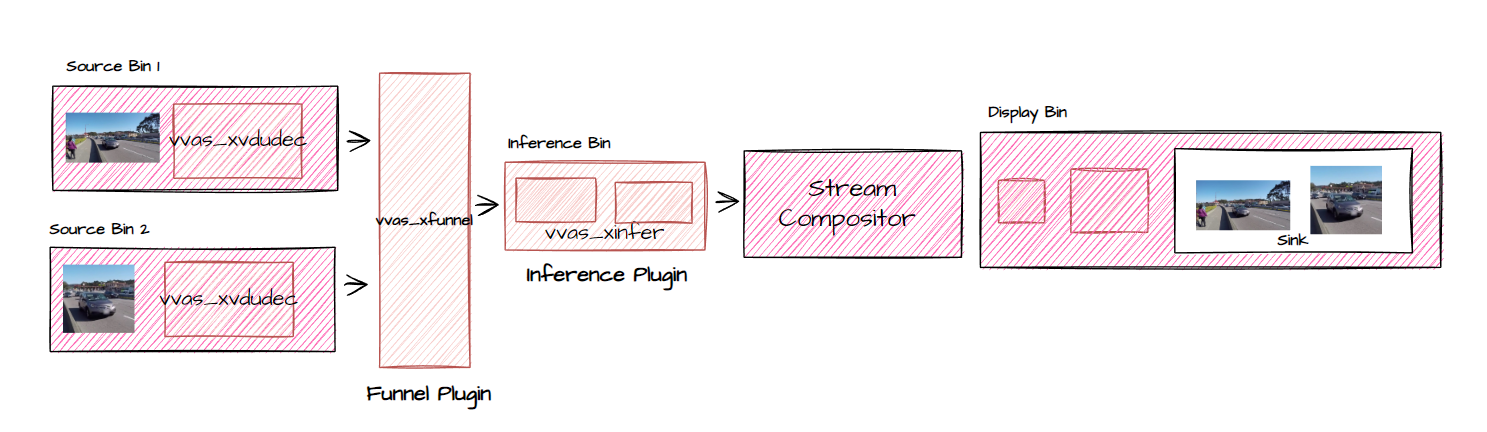 Source Bin 1
vvas_xvdudec
Source Bin 2
vvas_xvdudec
vvas_xfunnel
Funnel Plugin
Inference Bin
vvas_xinfer
Inference Plugin
Stream
Compositor
Display Bin
Sink